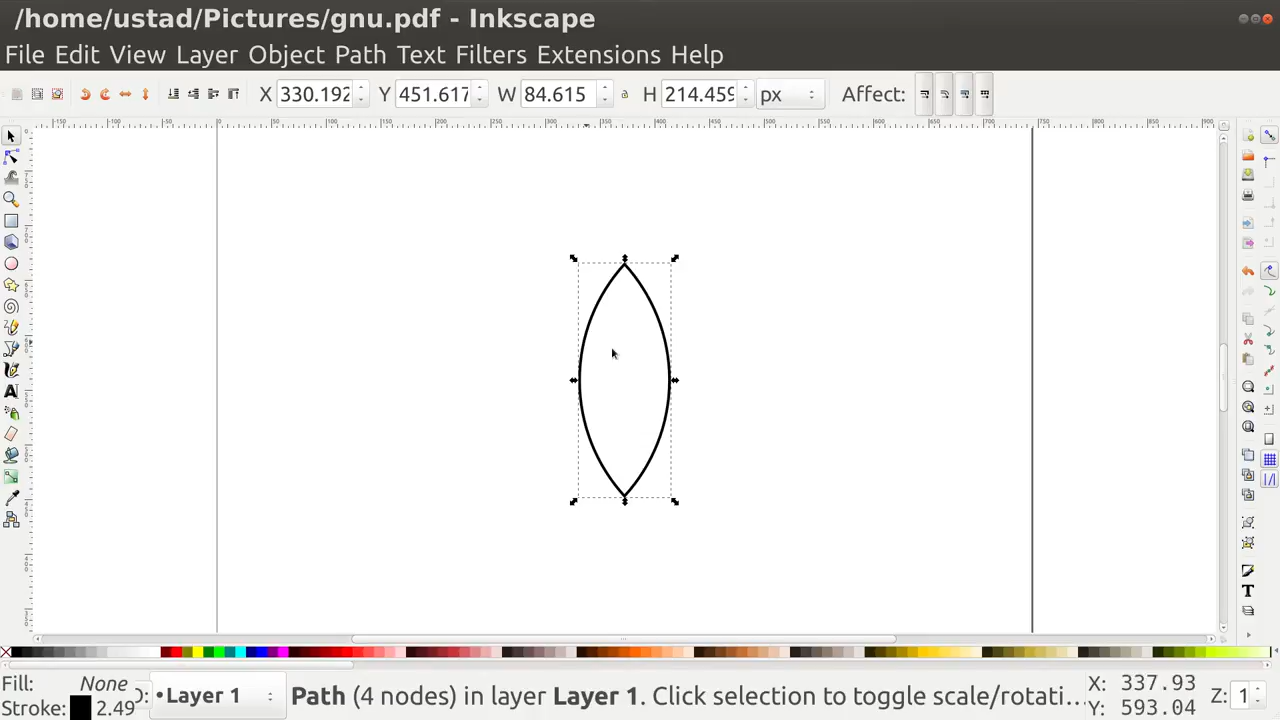 /home/ustad/Pictures/gnu.pdf - Inkscape
File Edit View Layer Object Path Text Filters Extensions Help
X 330.192 Y 451.617 W 84.615 H 214.459 px Affect:
Fill: None
Stroke: 2.49
•Layer 1
Path (4 nodes) in layer Layer 1. Click selection to toggle scale/rotati...
X: 337.93
Y: 593.04
Z: 1